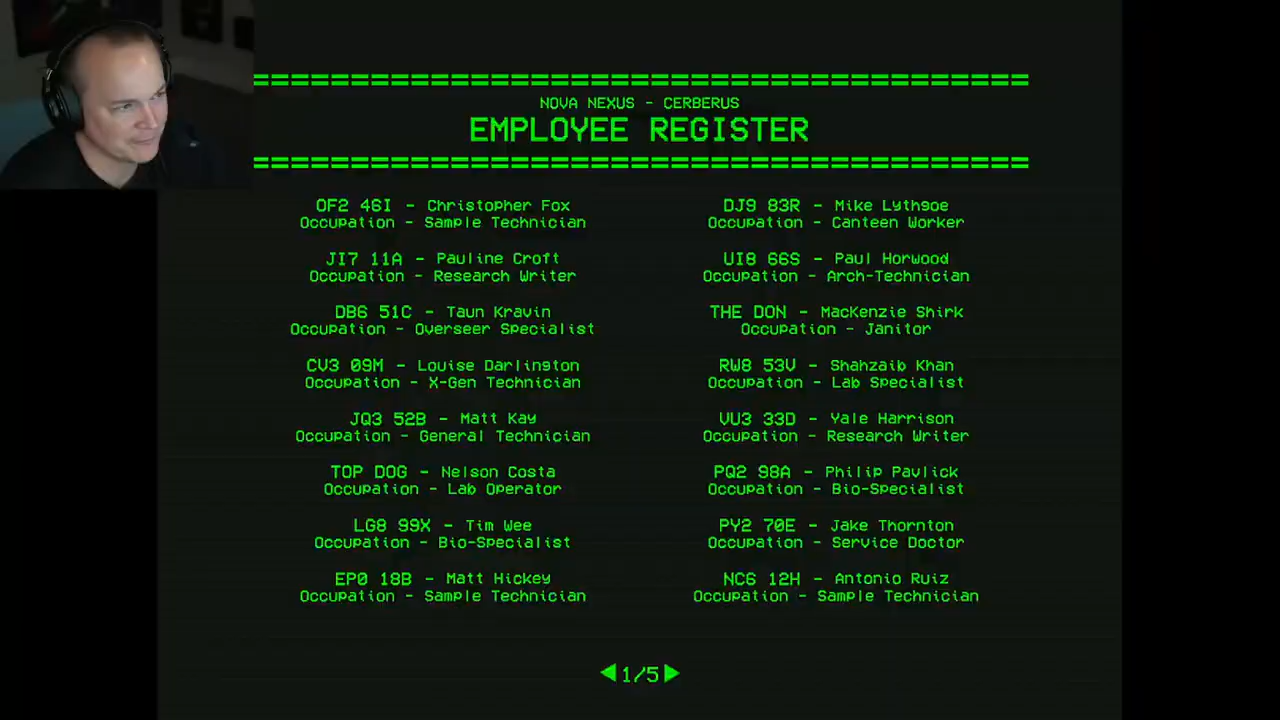 NOVA NEXUS - CERBERUS
EMPLOYEE REGISTER
OF2 46I - Christopher Fox
Occupation - Sample Technician
JI7 11A - Pauline Croft
Occupation - Research Writer
DB6 51C - Taun Kravin
Occupation - Overseer Specialist
CV3 09M - Louise Darlington
Occupation - X-Gen Technician
JQ3 52B - Matt Kay
Occupation - General Technician
TOP DOG - Nelson Costa
Occupation - Lab Operator
LG8 99X - Tim Wee
Occupation - Bio-Specialist
EP0 18B - Matt Hickey
Occupation - Sample Technician
DJ9 83R - Mike Lythgoe
Occupation - Canteen Worker
UI8 66S - Paul Horwood
Occupation - Arch-Technician
THE DON - MacKenzie Shirk
Occupation - Janitor
RW8 53V - Shahzaib Khan
Occupation - Lab Specialist
VU3 33D - Yale Harrison
Occupation - Research Writer
PQ2 98A - Philip Pavlick
Occupation - Bio-Specialist
PY2 70E - Jake Thornton
Occupation - Service Doctor
NC6 12H - Antonio Ruiz
Occupation - Sample Technician
1/5